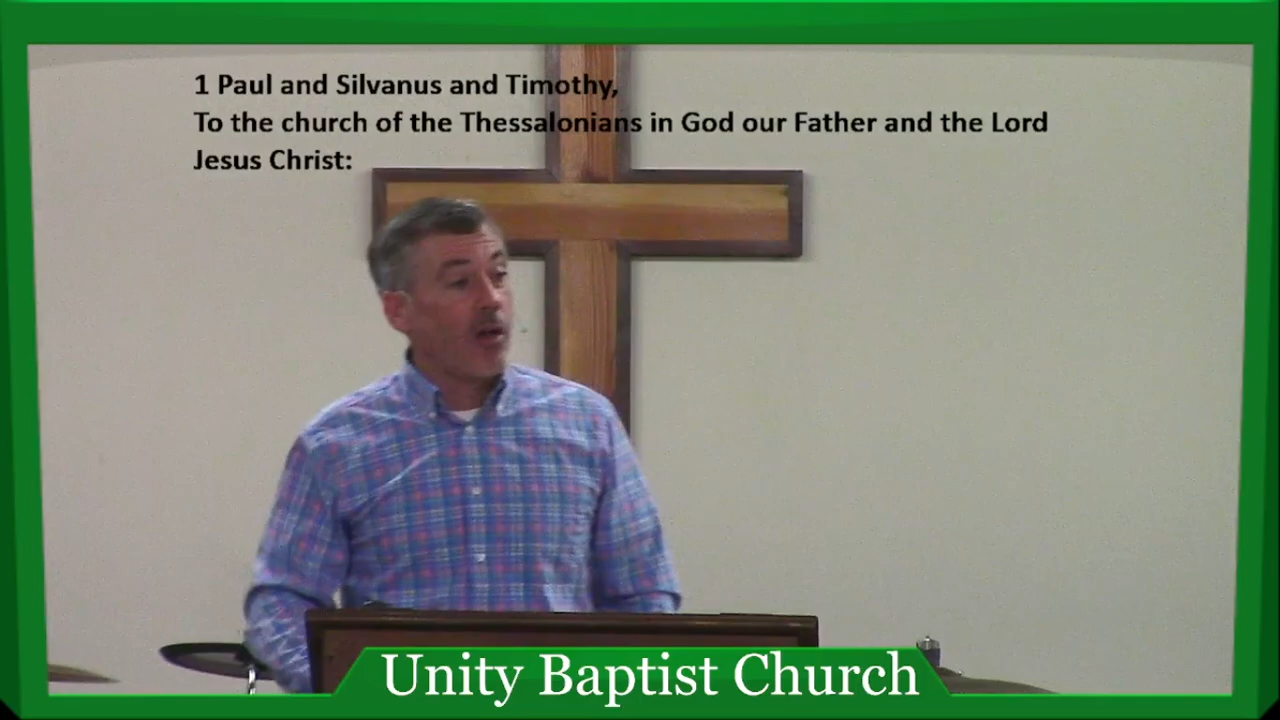 1 Paul and Silvanus and Timothy,
To the church of the Thessalonians in God our Father and the Lord
Jesus Christ:
Unity Baptist Church